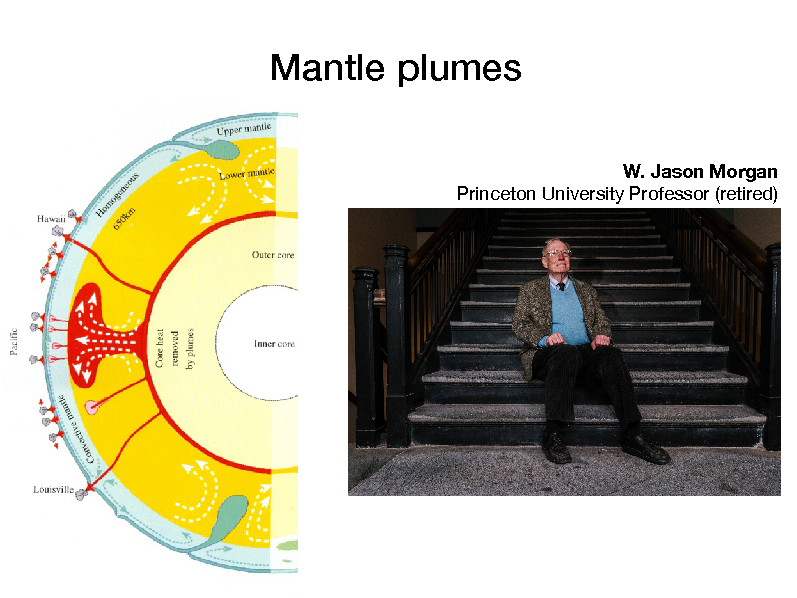 Mantle plumes
W. Jason Morgan
Princeton University Professor (retired)
Upper mantle
Lower mantle
Homogeneous
650km
Hawaii
Outer core
Pacific
Core heat
removed
by plumes
Inner core
Convective mantle
Louisville